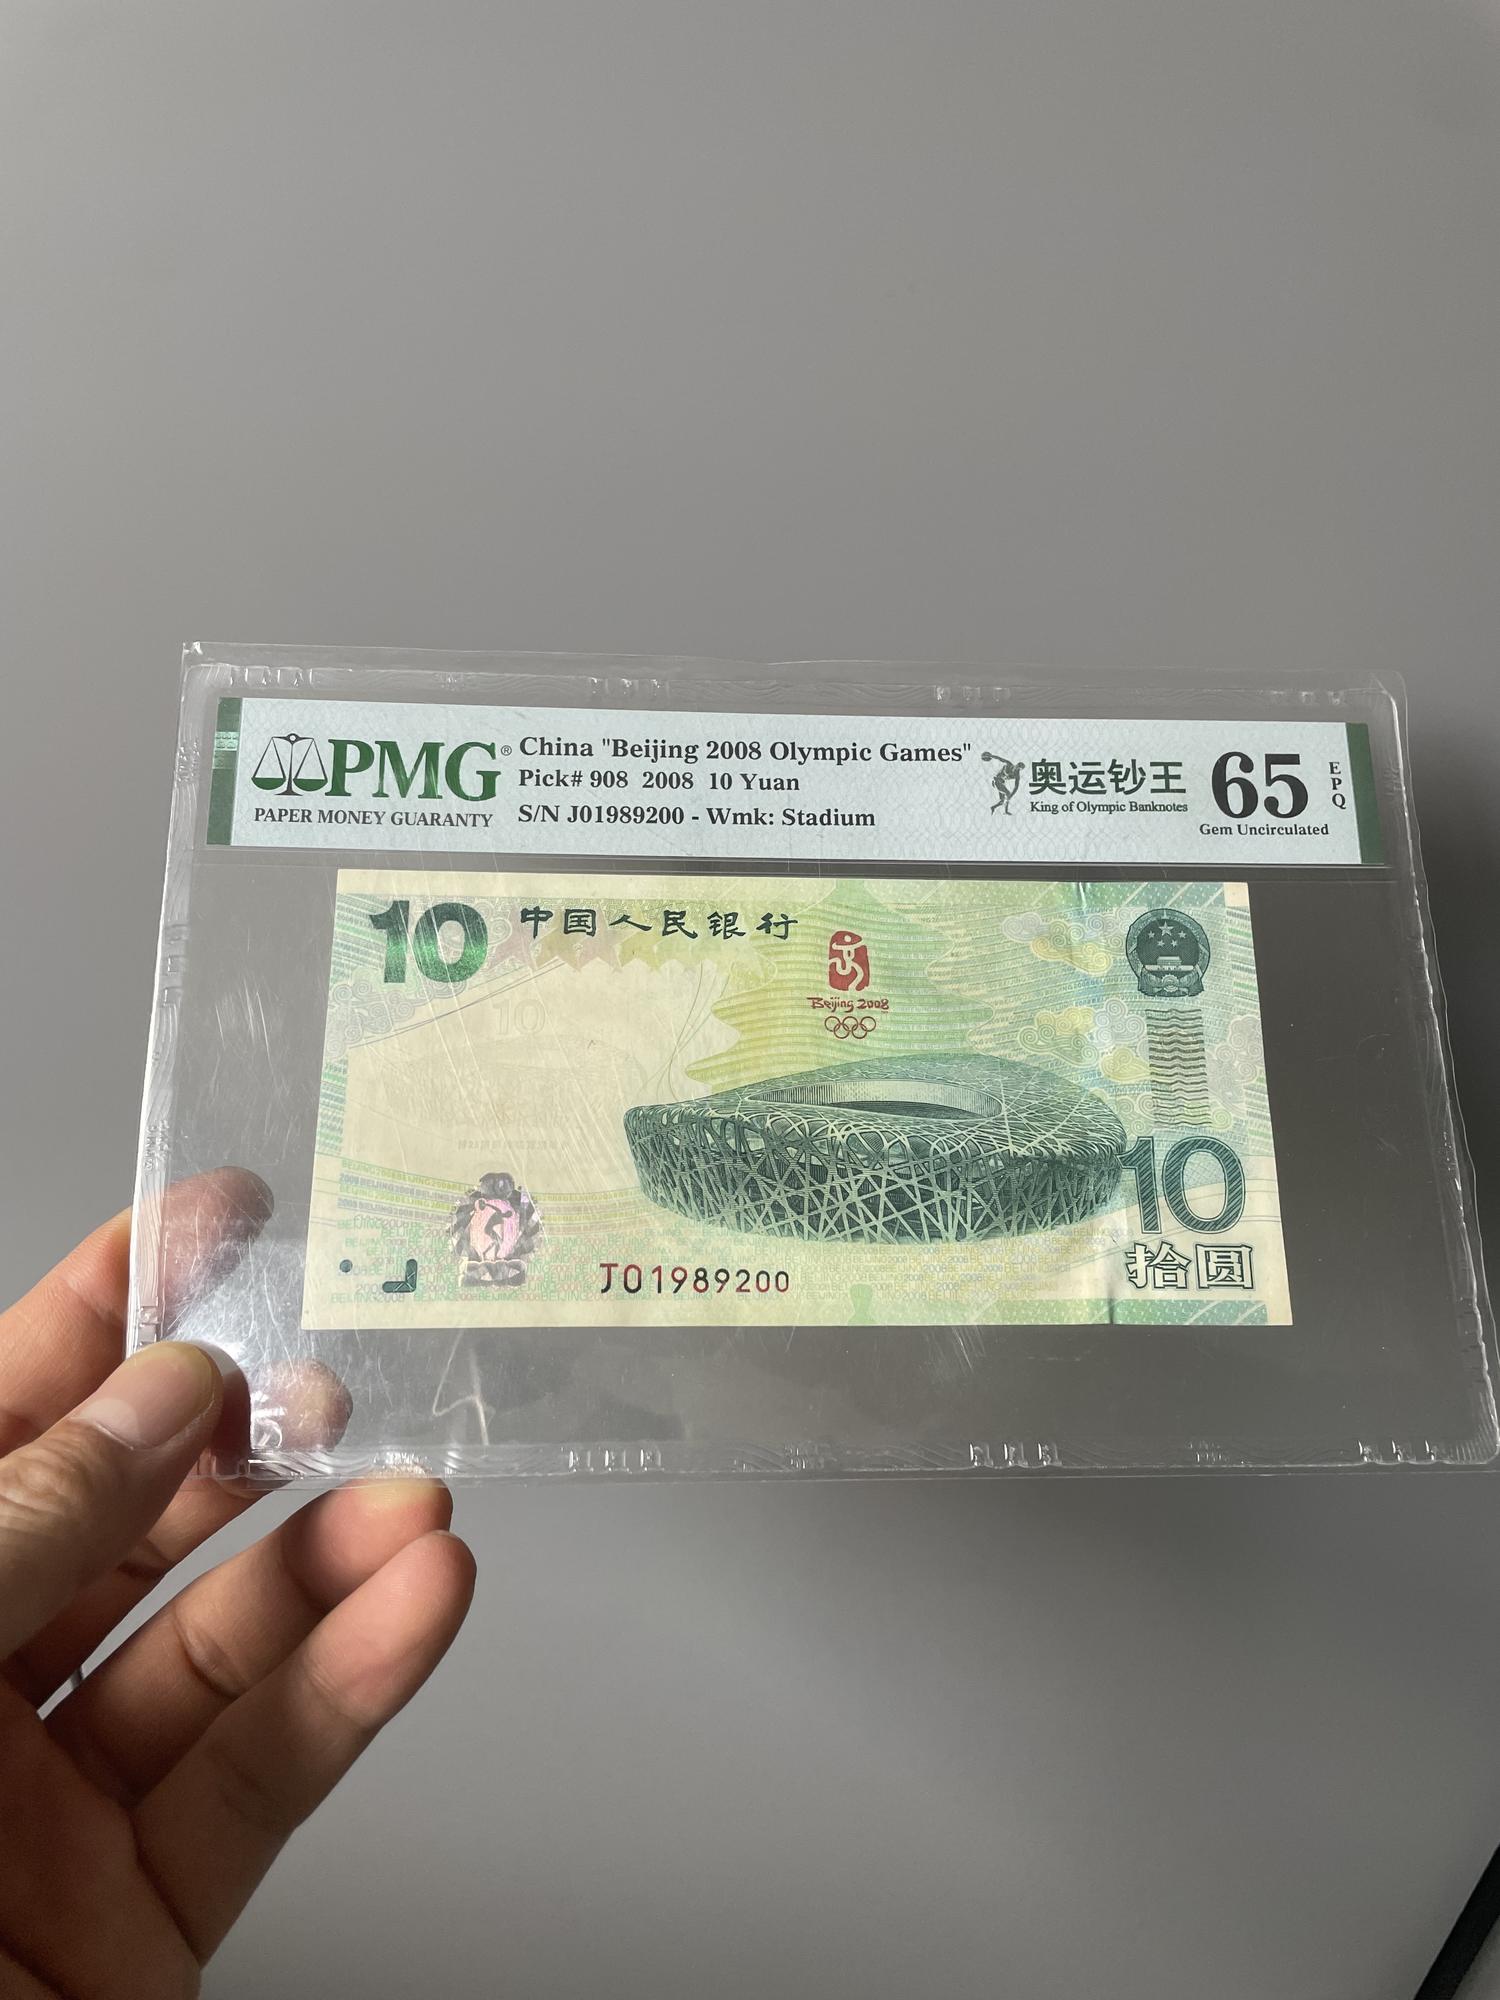 PMG®
PAPER MONEY GUARANTY
China "Beijing 2008 Olympic Games"
Pick# 908 2008 10 Yuan
S/N J01989200 - Wmk: Stadium
奥运钞王
King of Olympic Banknotes
65
EPQ
Gem Uncirculated
10
中国人民银行
Beijing 2008
10
10
拾圆
J01989200
BEIJING2008BEIJING2008BEIJING2008BEIJING2008